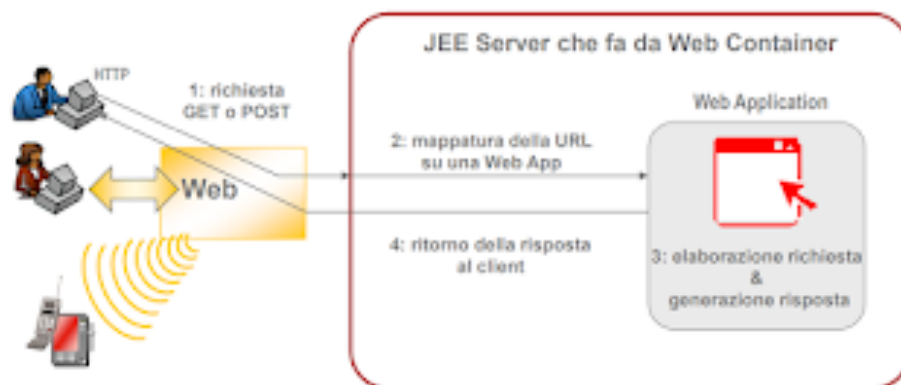 JEE Server che fa da Web Container
HTTP
1: richiesta
GET o POST
Web Application
2: mappatura della URL
su una Web App
Web
4: ritorno della risposta
al client
3: elaborazione richiesta
&
generazione risposta